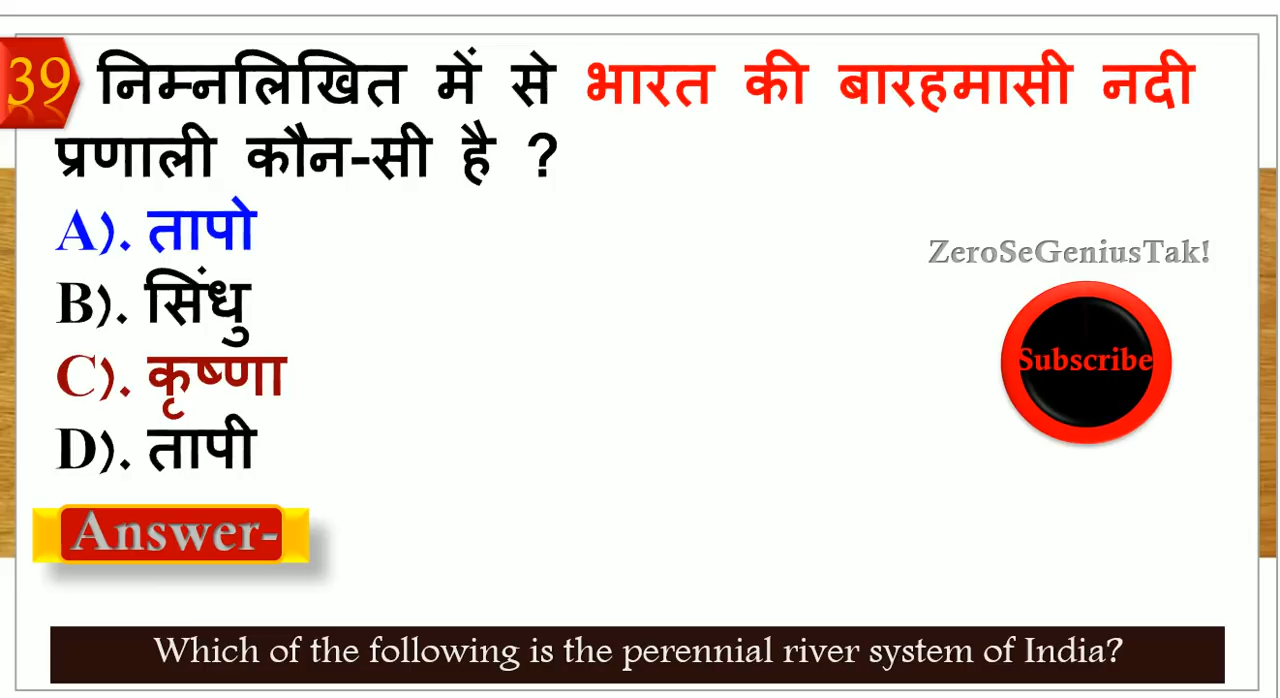 39 निम्नलिखित में से भारत की बारहमासी नदी
प्रणाली कौन-सी है ?
A). तापो
B). सिंधु
C). कृष्णा
D). तापी
ZeroSeGeniusTak!
Subscribe
Answer-
Which of the following is the perennial river system of India?